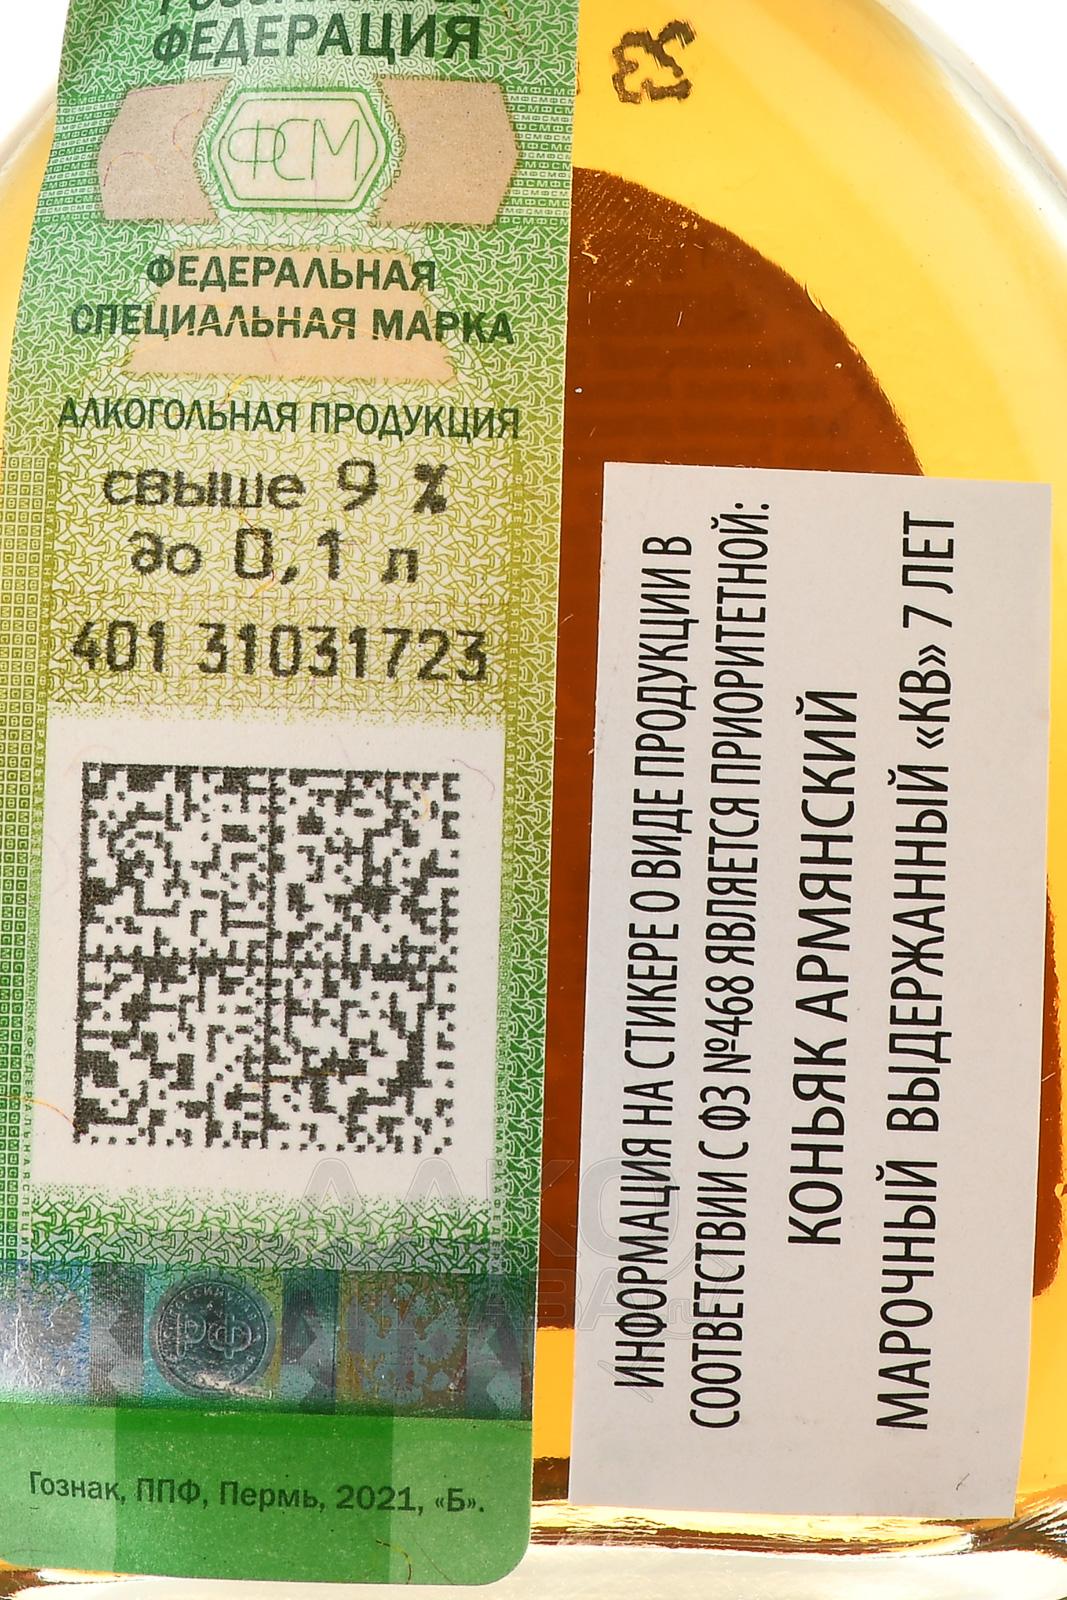 ФЕДЕРАЦИЯ
ФСМ
ФЕДЕРАЛЬНАЯ
СПЕЦИАЛЬНАЯ МАРКА
АЛКОГОЛЬНАЯ ПРОДУКЦИЯ
свыше 9 %
до 0,1 л
401 31031723
РФ
Гознак, ППФ, Пермь, 2021, «Б».
ИНФОРМАЦИЯ НА СТИКЕРЕ О ВИДЕ ПРОДУКЦИИ В
СООТВЕТСТВИИ С ФЗ №468 ЯВЛЯЕТСЯ ПРИОРИТЕТНОЙ:
КОНЬЯК АРМЯНСКИЙ
МАРОЧНЫЙ ВЫДЕРЖАННЫЙ «КВ» 7 ЛЕТ